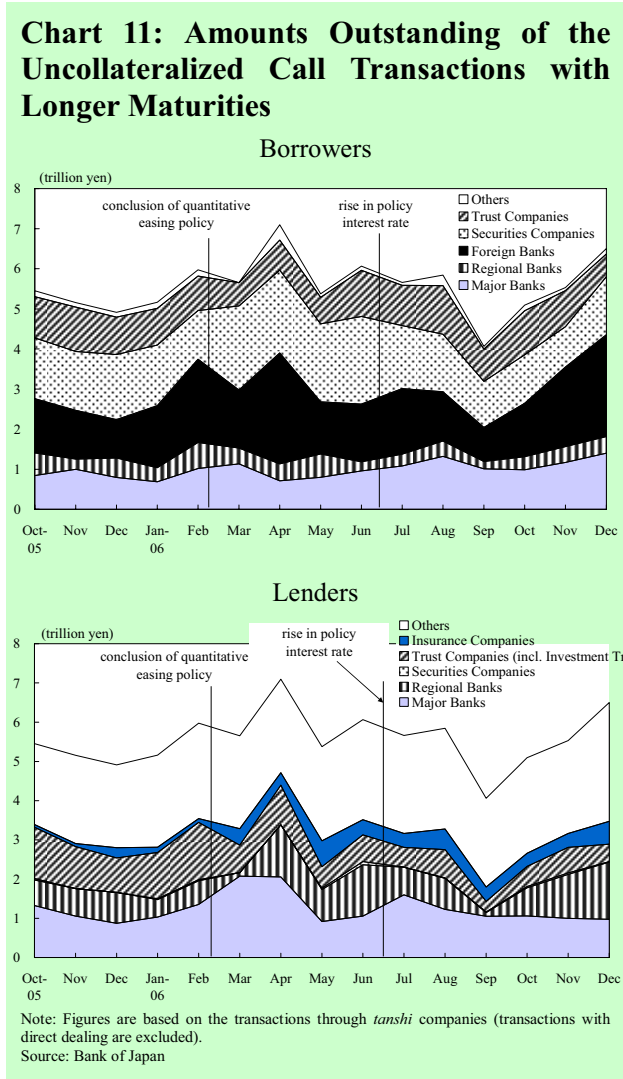 Chart 11: Amounts Outstanding of the
Uncollateralized Call Transactions with
Longer Maturities
Borrowers
(trillion yen)
8
7
6
5
4
3
2
1
0
conclusion of quantitative
easing policy
rise in policy
interest rate
Others
Trust Companies
Securities Companies
Foreign Banks
Regional Banks
Major Banks
Oct- Nov Dec Jan- Feb Mar Apr May Jun Jul Aug Sep Oct Nov Dec
05 06
Lenders
(trillion yen)
8
7
6
5
4
3
2
1
0
conclusion of quantitative
easing policy
rise in policy
interest rate
Others
Insurance Companies
Trust Companies (incl. Investment Tr
Securities Companies
Regional Banks
Major Banks
Oct- Nov Dec Jan- Feb Mar Apr May Jun Jul Aug Sep Oct Nov Dec
05 06
Note: Figures are based on the transactions through tanshi companies (transactions with
direct dealing are excluded).
Source: Bank of Japan